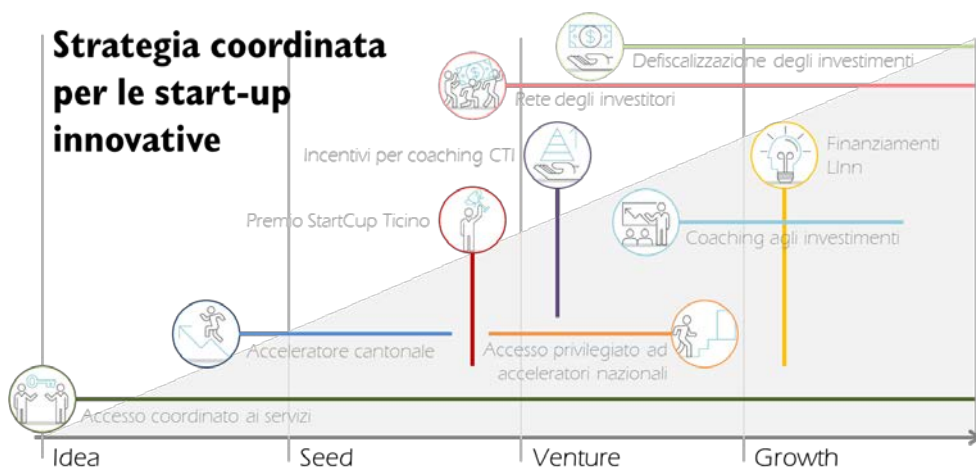 Strategia coordinata
per le start-up
innovative
Defiscalizzazione degli investimenti
Rete degli investitori
Incentivi per coaching CTI
Finanziamenti
LInn
Premio StartCup Ticino
Coaching agli investimenti
Acceleratore cantonale
Accesso privilegiato ad
acceleratori nazionali
Accesso coordinato ai servizi
Idea
Seed
Venture
Growth